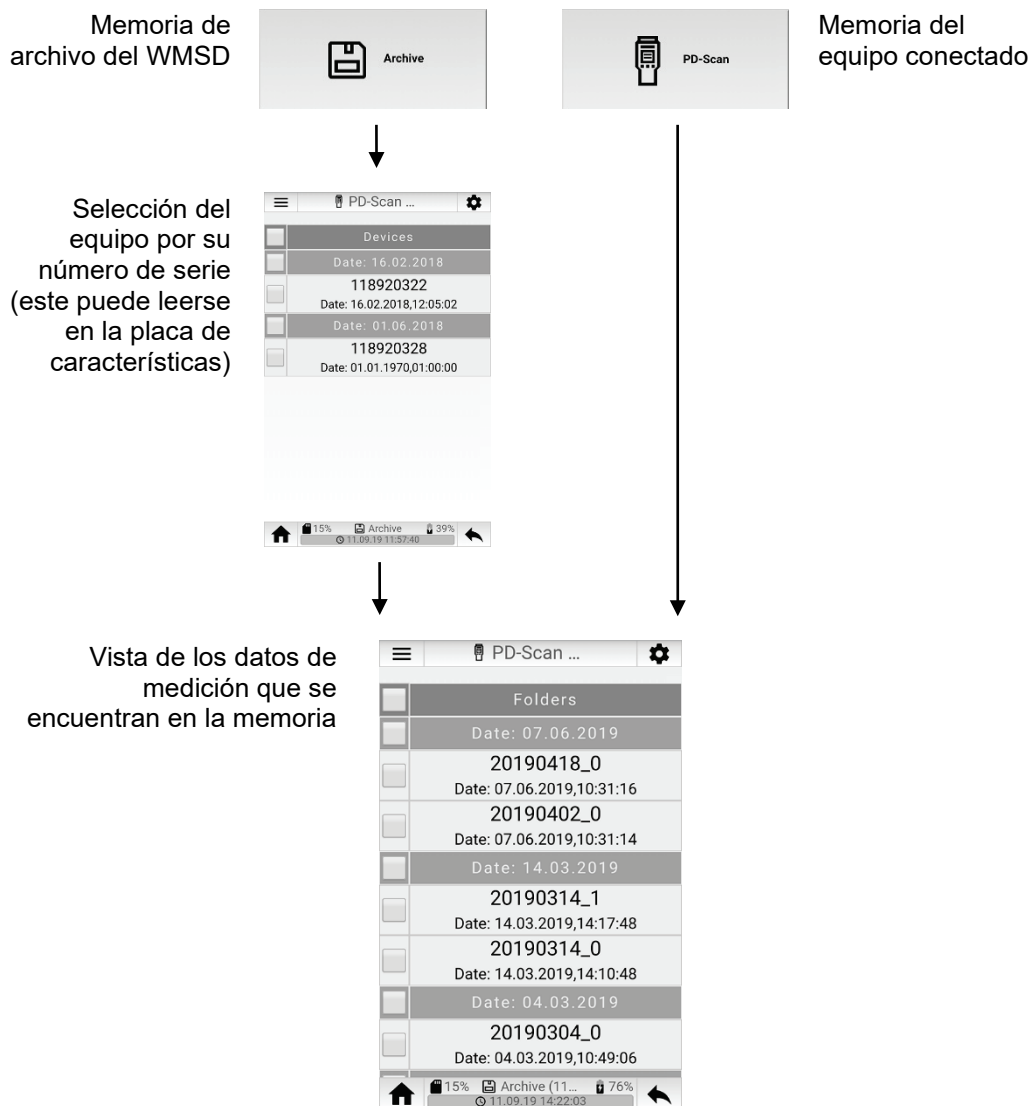 Memoria de
archivo del WMSD
Archive
PD-Scan
Memoria del
equipo conectado
Selección del
equipo por su
número de serie
(este puede leerse
en la placa de
características)
PD-Scan ...
Devices
Date: 16.02.2018
118920322
Date: 16.02.2018,12:05:02
Date: 01.06.2018
118920328
Date: 01.01.1970,01:00:00
15% Archive 39%
11.09.19 11:57:40
Vista de los datos de
medición que se
encuentran en la memoria
PD-Scan ...
Folders
Date: 07.06.2019
20190418_0
Date: 07.06.2019,10:31:16
20190402_0
Date: 07.06.2019,10:31:14
Date: 14.03.2019
20190314_1
Date: 14.03.2019,14:17:48
20190314_0
Date: 14.03.2019,14:10:48
Date: 04.03.2019
20190304_0
Date: 04.03.2019,10:49:06
15% Archive (11... 76%
11.09.19 14:22:03